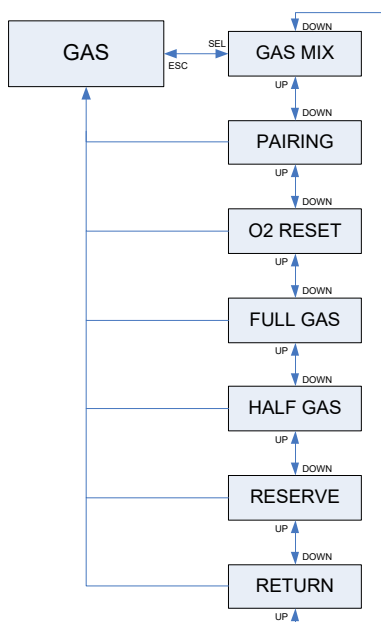 DOWN
SEL
GAS
GAS MIX
ESC
UP
DOWN
PAIRING
UP
DOWN
O2 RESET
UP
DOWN
FULL GAS
UP
DOWN
HALF GAS
UP
DOWN
RESERVE
UP
DOWN
RETURN
UP